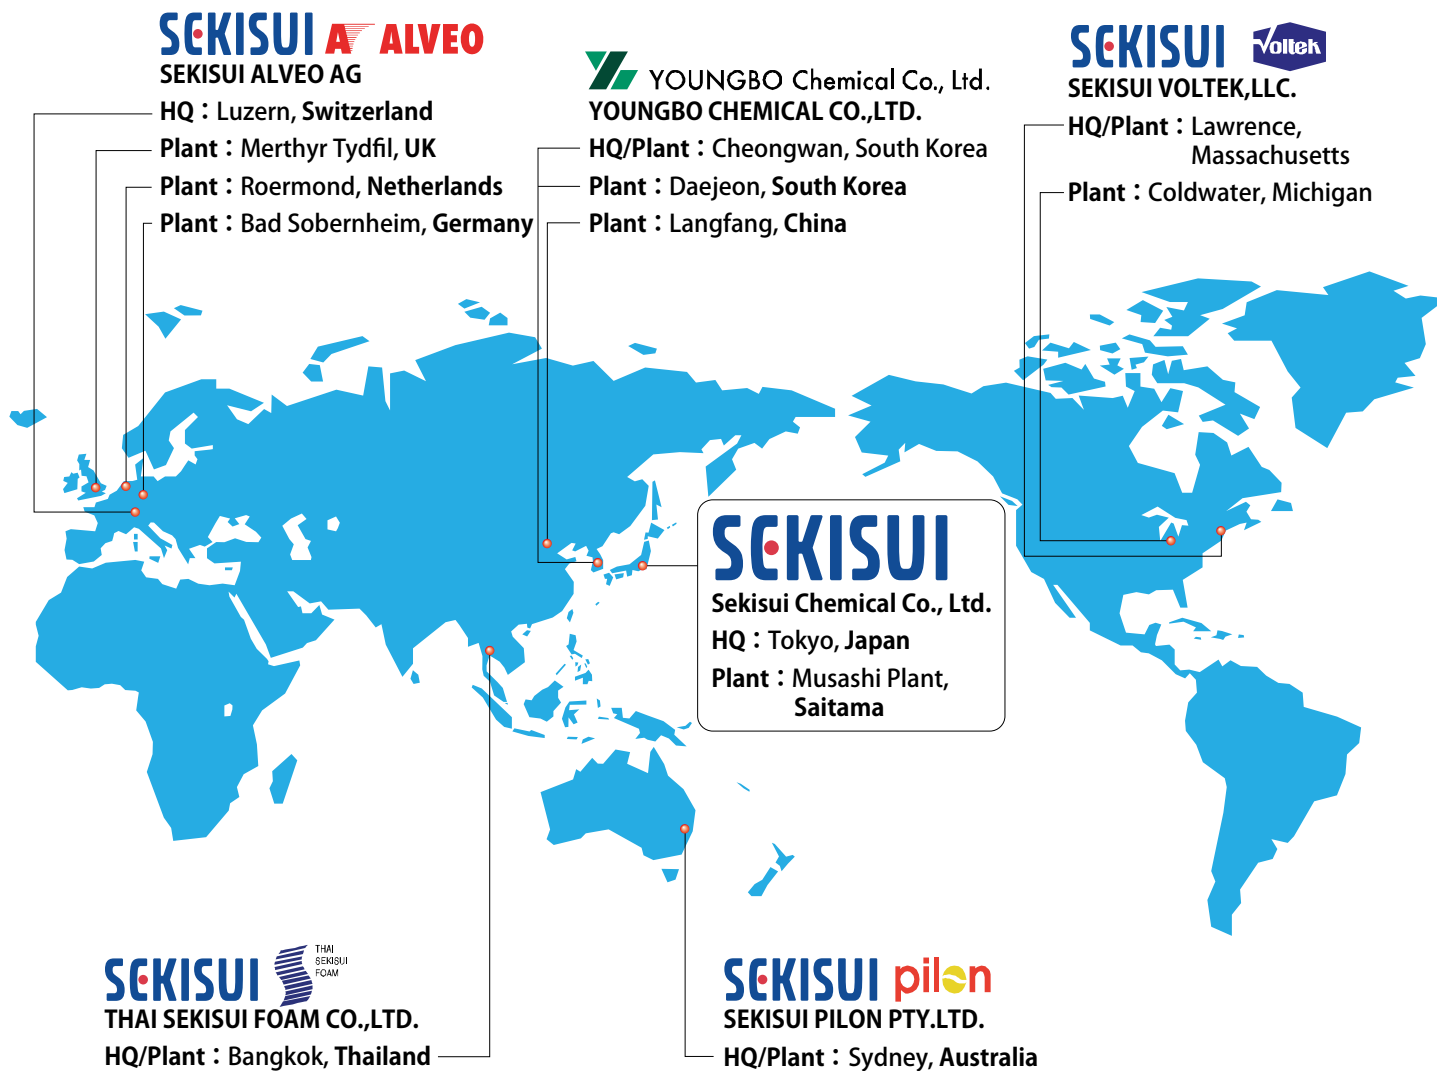 SEKISUI ALVEO
SEKISUI ALVEO AG
HQ：Luzern, Switzerland
Plant：Merthyr Tydfil, UK
Plant：Roermond, Netherlands
Plant：Bad Sobernheim, Germany
YOUNGBO Chemical Co., Ltd.
YOUNGBO CHEMICAL CO.,LTD.
HQ/Plant：Cheongwan, South Korea
Plant：Daejeon, South Korea
Plant：Langfang, China
SEKISUI Voltek
SEKISUI VOLTEK,LLC.
HQ/Plant：Lawrence,
Massachusetts
Plant：Coldwater, Michigan
SEKISUI
Sekisui Chemical Co., Ltd.
HQ：Tokyo, Japan
Plant：Musashi Plant,
Saitama
SEKISUI
THAI
SEKISUI
FOAM
THAI SEKISUI FOAM CO.,LTD.
HQ/Plant：Bangkok, Thailand
SEKISUI pilon
SEKISUI PILON PTY.LTD.
HQ/Plant：Sydney, Australia